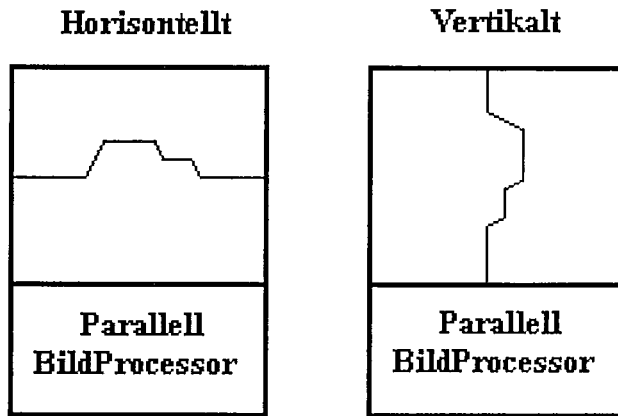 Horisontellt
Vertikalt
Parallell
BildProcessor
Parallell
BildProcessor